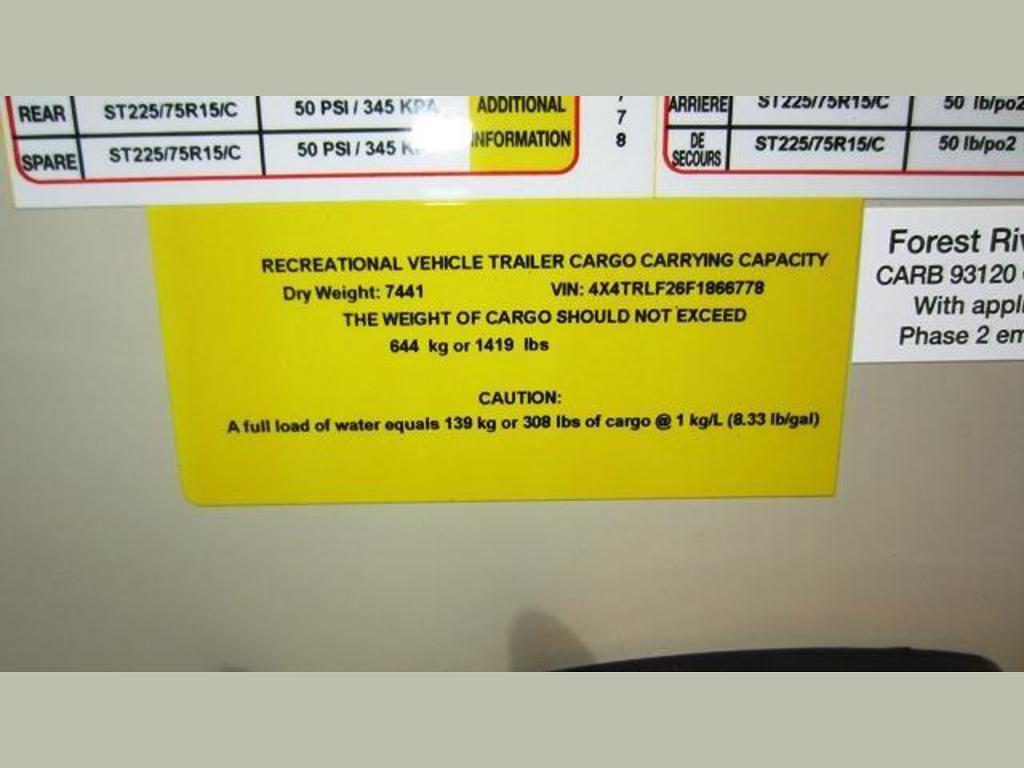 REAR ST225/75R15/C 50 PSI / 345 KPA ADDITIONAL
SPARE ST225/75R15/C 50 PSI / 345 INFORMATION
7
8
ARRIERE ST225/75R15/C 50 lb/po2
DE SECOURS ST225/75R15/C 50 lb/po2
RECREATIONAL VEHICLE TRAILER CARGO CARRYING CAPACITY
Dry Weight: 7441 VIN: 4X4TRLF26F1866778
THE WEIGHT OF CARGO SHOULD NOT EXCEED
644 kg or 1419 lbs
CAUTION:
A full load of water equals 139 kg or 308 lbs of cargo @ 1 kg/L (8.33 lb/gal)
Forest
CARB 93120
With
Phase 2